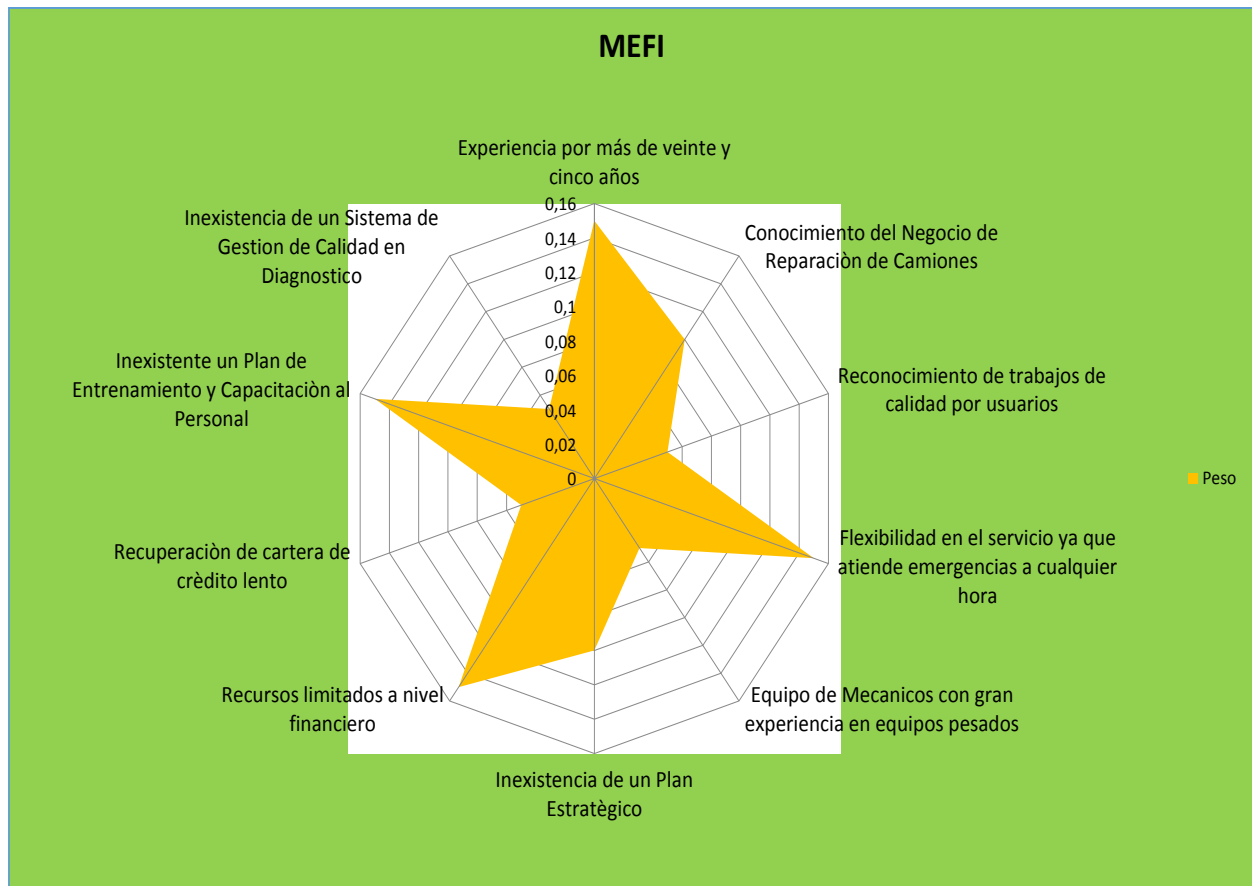 MEFI
Experiencia por más de veinte y
cinco años
Conocimiento del Negocio de
Reparaciòn de Camiones
Reconocimiento de trabajos de
calidad por usuarios
Flexibilidad en el servicio ya que
atiende emergencias a cualquier
hora
Equipo de Mecanicos con gran
experiencia en equipos pesados
Inexistencia de un Plan
Estratègico
Recursos limitados a nivel
financiero
Recuperaciòn de cartera de
crèdito lento
Inexistente un Plan de
Entrenamiento y Capacitaciòn al
Personal
Inexistencia de un Sistema de
Gestion de Calidad en
Diagnostico
0,16
0,14
0,12
0,1
0,08
0,06
0,04
0,02
0
Peso